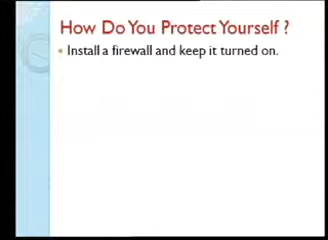 How Do You Protect Yourself ?
Install a firewall and keep it turned on.